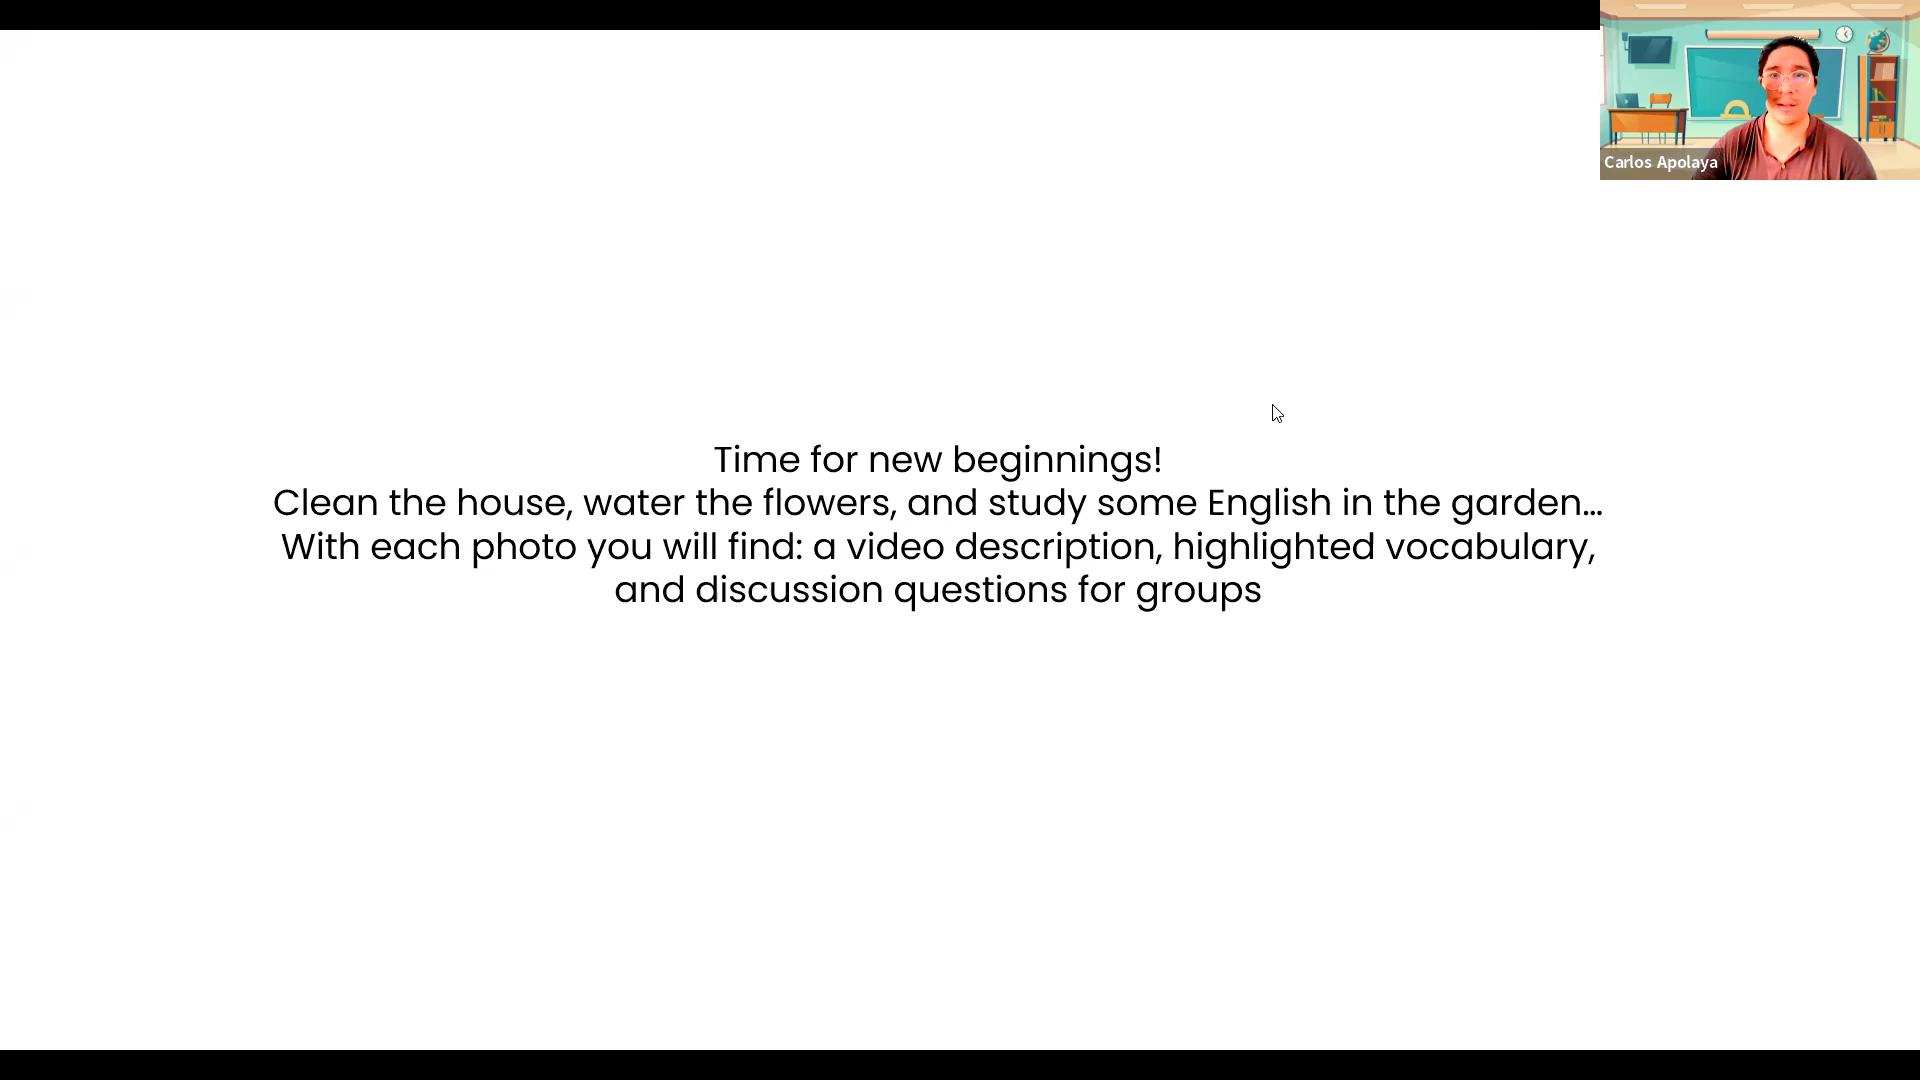 Carlos Apolaya
Time for new beginnings!
Clean the house, water the flowers, and study some English in the garden...
With each photo you will find: a video description, highlighted vocabulary,
and discussion questions for groups